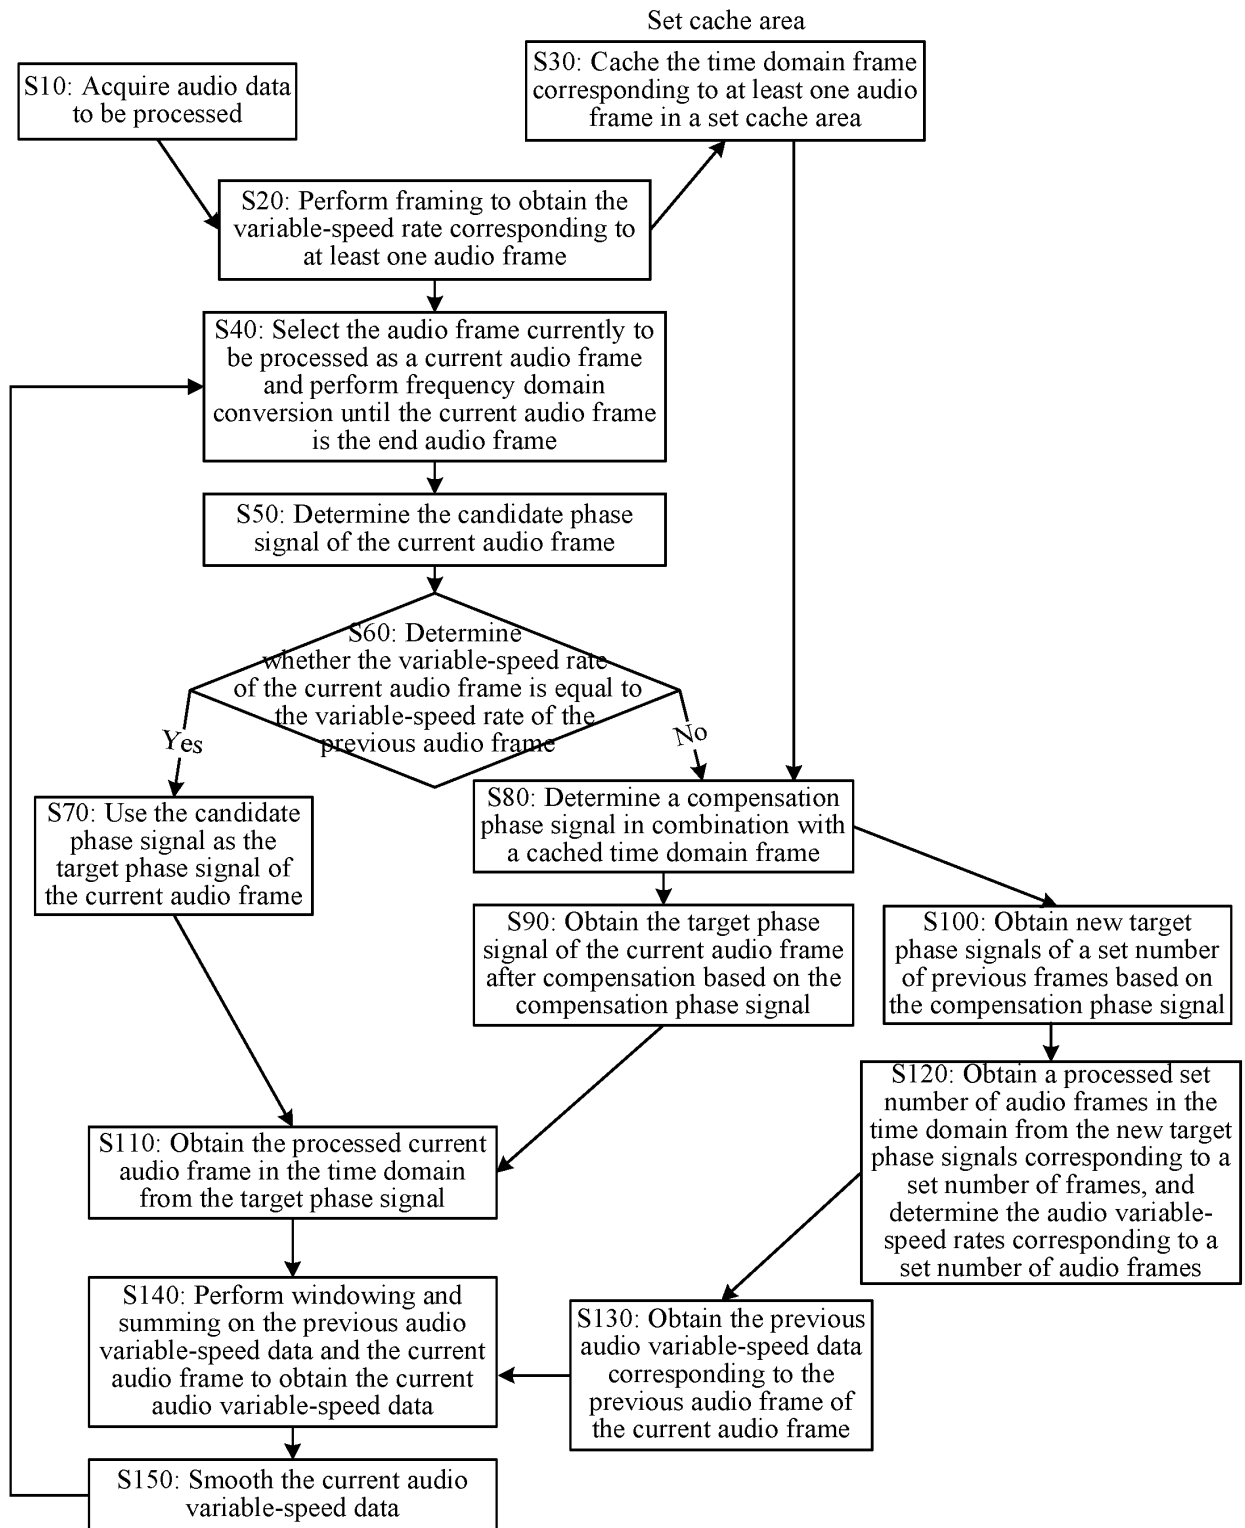 Set cache area
S10: Acquire audio data
to be processed
S30: Cache the time domain frame
corresponding to at least one audio
frame in a set cache area
S20: Perform framing to obtain the
variable-speed rate corresponding to
at least one audio frame
S40: Select the audio frame currently to
be processed as a current audio frame
and perform frequency domain
conversion until the current audio frame
is the end audio frame
S50: Determine the candidate phase
signal of the current audio frame
S60: Determine
whether the variable-speed rate
of the current audio frame is equal to
the variable-speed rate of the
previous audio frame
Yes
No
S70: Use the candidate
phase signal as the
target phase signal of
the current audio frame
S80: Determine a compensation
phase signal in combination with
a cached time domain frame
S90: Obtain the target phase
signal of the current audio frame
after compensation based on the
compensation phase signal
S100: Obtain new target
phase signals of a set number
of previous frames based on
the compensation phase signal
S110: Obtain the processed current
audio frame in the time domain
from the target phase signal
S120: Obtain a processed set
number of audio frames in the
time domain from the new target
phase signals corresponding to a
set number of frames, and
determine the audio variable-
speed rates corresponding to a
set number of audio frames
S140: Perform windowing and
summing on the previous audio
variable-speed data and the current
audio frame to obtain the current
audio variable-speed data
S130: Obtain the previous
audio variable-speed data
corresponding to the
previous audio frame of
the current audio frame
S150: Smooth the current audio
variable-speed data